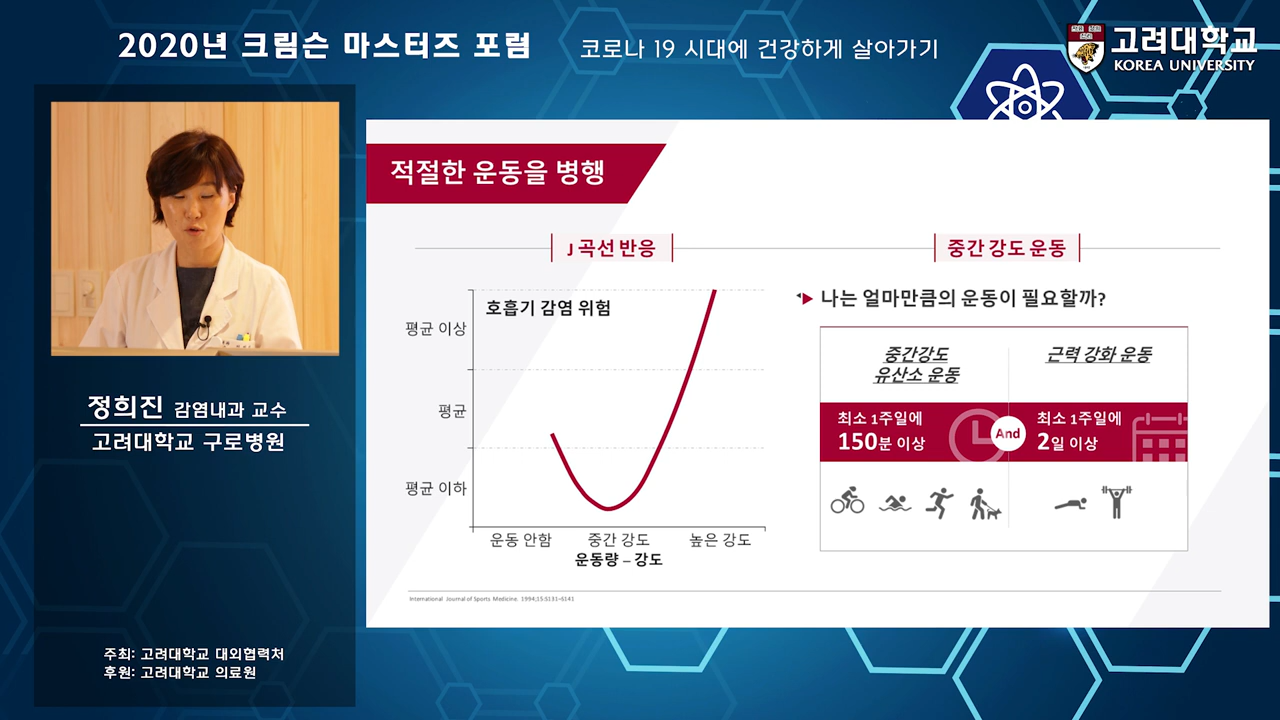 2020년 크림슨 마스터즈 포럼
코로나 19 시대에 건강하게 살아가기
고려대학교
KOREA UNIVERSITY
정희진 감염내과 교수
고려대학교 구로병원
주최: 고려대학교 대외협력처
후원: 고려대학교 의료원
적절한 운동을 병행
J 곡선 반응
호흡기 감염 위험
평균 이상
평균
평균 이하
운동 안함
중간 강도
높은 강도
운동량 – 강도
중간 강도 운동
나는 얼마만큼의 운동이 필요할까?
중간강도
유산소 운동
최소 1주일에
150분 이상
And
근력 강화 운동
최소 1주일에
2일 이상
International Journal of Sports Medicine. 1994;15:S131–S141